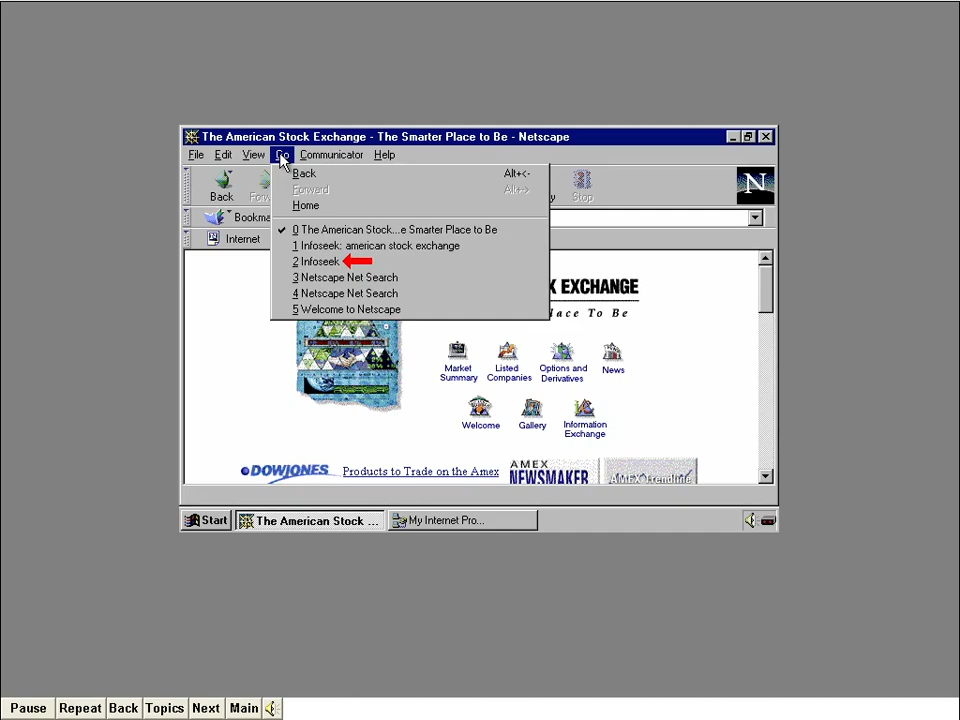 The American Stock Exchange - The Smarter Place to Be - Netscape
File Edit View Go Communicator Help
Back Alt+<-
Forward Alt+->
Home
0 The American Stock...e Smarter Place to Be
1 Infoseek: american stock exchange
2 Infoseek
3 Netscape Net Search
4 Netscape Net Search
5 Welcome to Netscape
Back Stop
N
Bookma
Internet
EXCHANGE
lace To Be
Market Summary
Listed Companies
Options and Derivatives
News
Welcome
Gallery
Information Exchange
DOWJONES
Products to Trade on the Amex
AMEX NEWSMAKER
AMEX Trendline
Start
The American Stock ...
My Internet Pro...
Pause Repeat Back Topics Next Main